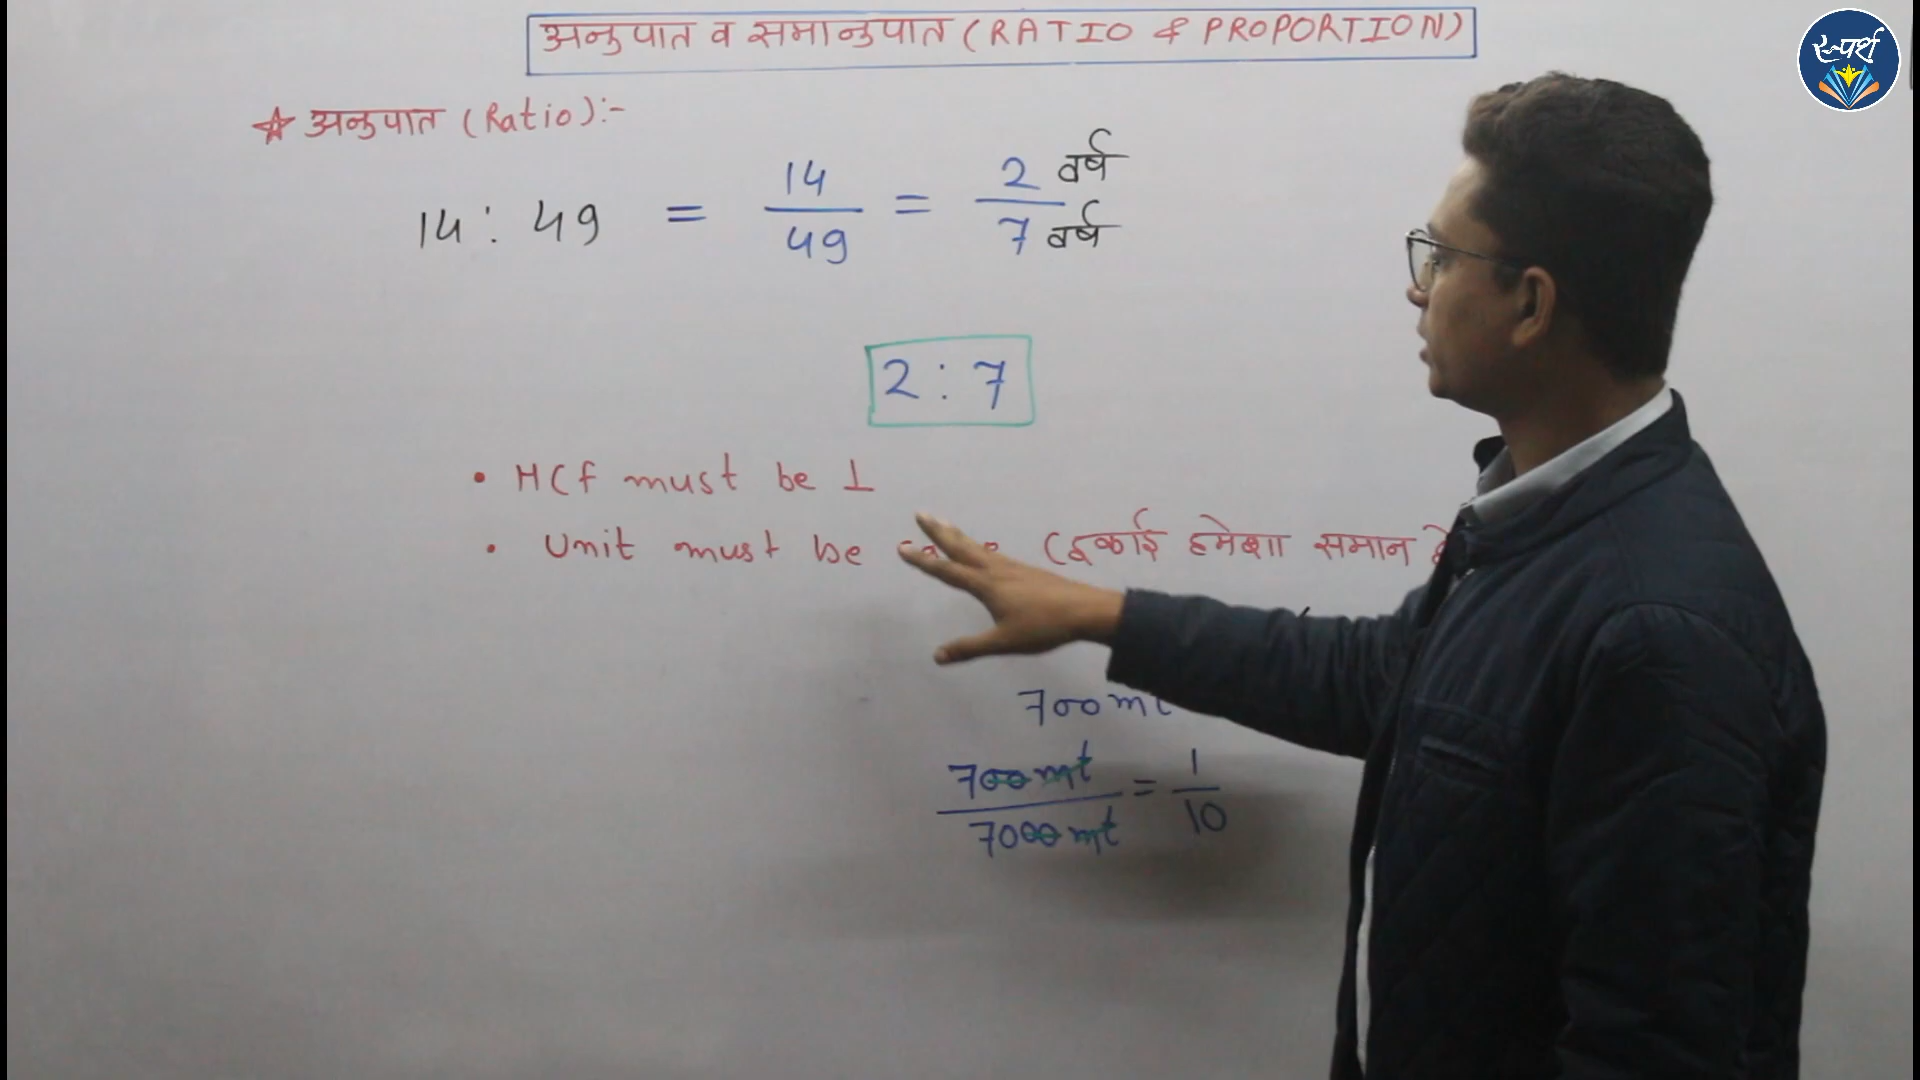 अनुपात व समानुपात (RATIO & PROPORTION)
स्पर्श
☆ अनुपात (Ratio):-
14 : 49 = 14/49 = 2 वर्ष/7 वर्ष
2 : 7
• HCf must be 1
• Unit must be (इकाई हमेशा समान
700 mt
700 mt/7000 mt = 1/10